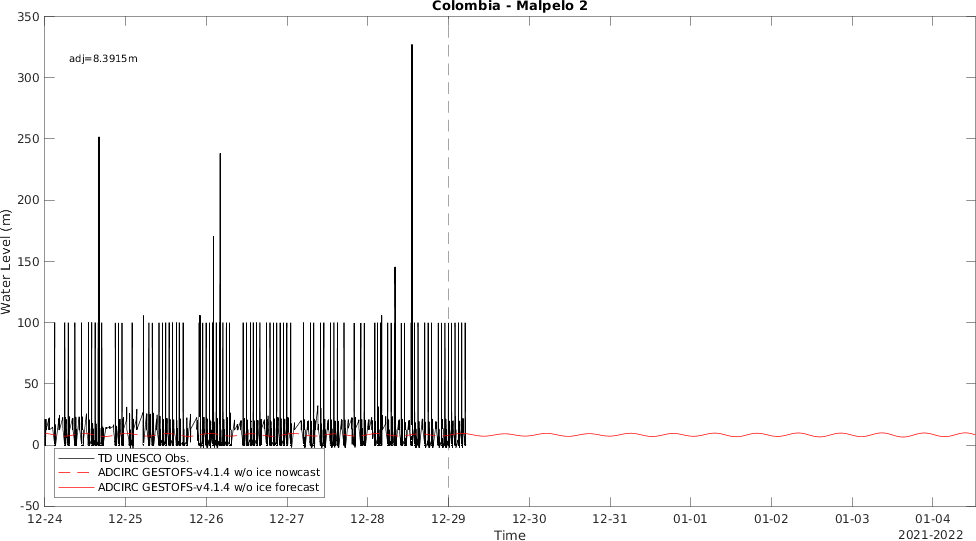 Colombia - Malpelo 2
adj=8.3915m
Water Level (m)
350
300
250
200
150
100
50
0
-50
TD UNESCO Obs.
ADCIRC GESTOFS-v4.1.4 w/o ice nowcast
ADCIRC GESTOFS-v4.1.4 w/o ice forecast
12-24 12-25 12-26 12-27 12-28 12-29 12-30 12-31 01-01 01-02 01-03 01-04
Time
2021-2022